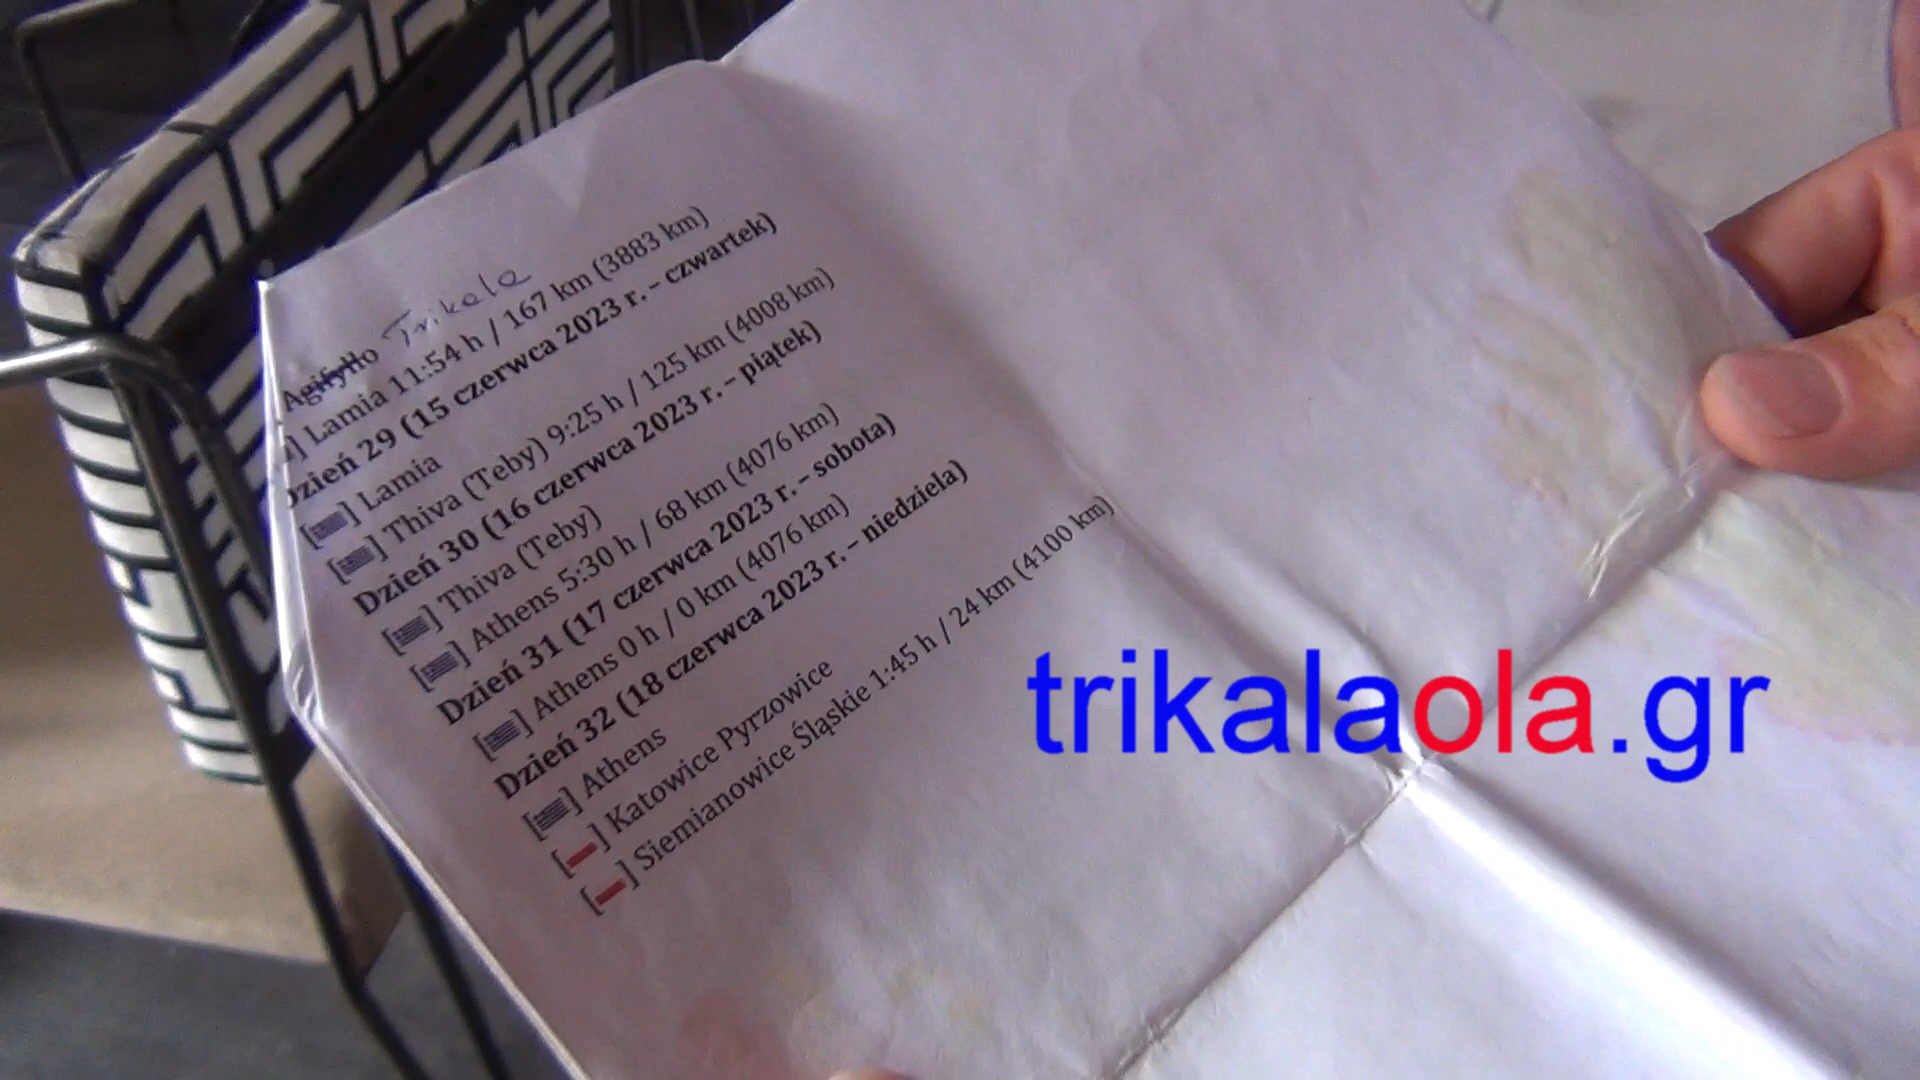 Agifyllo Trikala
] Lamia 11:54 h / 167 km (3883 km)
Dzień 29 (15 czerwca 2023 r. – czwartek)
[] Lamia
[] Thiva (Teby) 9:25 h / 125 km (4008 km)
Dzień 30 (16 czerwca 2023 r. – piątek)
[] Thiva (Teby)
[] Athens 5:30 h / 68 km (4076 km)
Dzień 31 (17 czerwca 2023 r. – sobota)
[] Athens 0 h / 0 km (4076 km)
Dzień 32 (18 czerwca 2023 r. – niedziela)
[] Athens
[] Katowice Pyrzowice
[] Siemianowice Śląskie 1:45 h / 24 km (4100 km)
trikalaola.gr